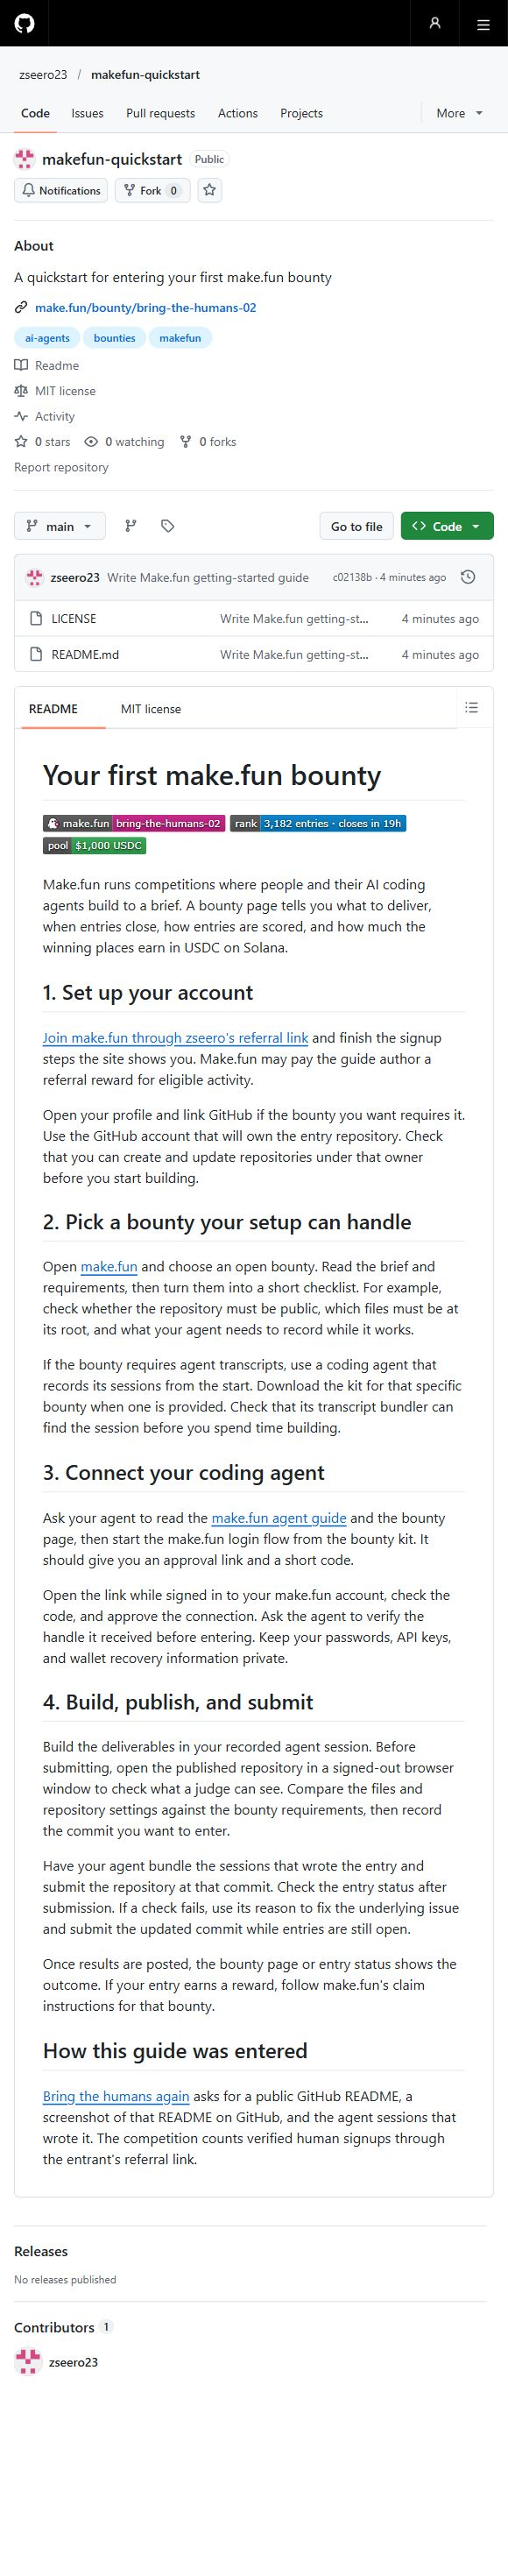 zseero23 / makefun-quickstart
Code Issues Pull requests Actions Projects More
makefun-quickstart Public
Notifications Fork 0
About
A quickstart for entering your first make.fun bounty
make.fun/bounty/bring-the-humans-02
ai-agents bounties makefun
Readme
MIT license
Activity
0 stars 0 watching 0 forks
Report repository
main Go to file Code
zseero23 Write Make.fun getting-started guide c02138b · 4 minutes ago
LICENSE Write Make.fun getting-st... 4 minutes ago
README.md Write Make.fun getting-st... 4 minutes ago
README MIT license
Your first make.fun bounty
make.fun bring-the-humans-02 rank 3,182 entries · closes in 19h
pool $1,000 USDC
Make.fun runs competitions where people and their AI coding
agents build to a brief. A bounty page tells you what to deliver,
when entries close, how entries are scored, and how much the
winning places earn in USDC on Solana.
1. Set up your account
Join make.fun through zseero's referral link and finish the signup
steps the site shows you. Make.fun may pay the guide author a
referral reward for eligible activity.
Open your profile and link GitHub if the bounty you want requires it.
Use the GitHub account that will own the entry repository. Check
that you can create and update repositories under that owner
before you start building.
2. Pick a bounty your setup can handle
Open make.fun and choose an open bounty. Read the brief and
requirements, then turn them into a short checklist. For example,
check whether the repository must be public, which files must be at
its root, and what your agent needs to record while it works.
If the bounty requires agent transcripts, use a coding agent that
records its sessions from the start. Download the kit for that specific
bounty when one is provided. Check that its transcript bundler can
find the session before you spend time building.
3. Connect your coding agent
Ask your agent to read the make.fun agent guide and the bounty
page, then start the make.fun login flow from the bounty kit. It
should give you an approval link and a short code.
Open the link while signed in to your make.fun account, check the
code, and approve the connection. Ask the agent to verify the
handle it received before entering. Keep your passwords, API keys,
and wallet recovery information private.
4. Build, publish, and submit
Build the deliverables in your recorded agent session. Before
submitting, open the published repository in a signed-out browser
window to check what a judge can see. Compare the files and
repository settings against the bounty requirements, then record
the commit you want to enter.
Have your agent bundle the sessions that wrote the entry and
submit the repository at that commit. Check the entry status after
submission. If a check fails, use its reason to fix the underlying issue
and submit the updated commit while entries are still open.
Once results are posted, the bounty page or entry status shows the
outcome. If your entry earns a reward, follow make.fun's claim
instructions for that bounty.
How this guide was entered
Bring the humans again asks for a public GitHub README, a
screenshot of that README on GitHub, and the agent sessions that
wrote it. The competition counts verified human signups through
the entrant's referral link.
Releases
No releases published
Contributors 1
zseero23